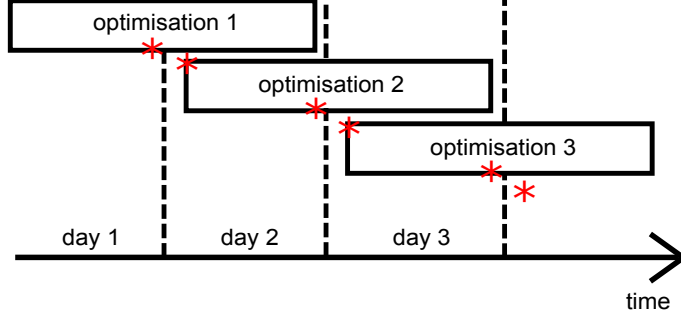 optimisation 1
optimisation 2
optimisation 3
day 1 day 2 day 3
time